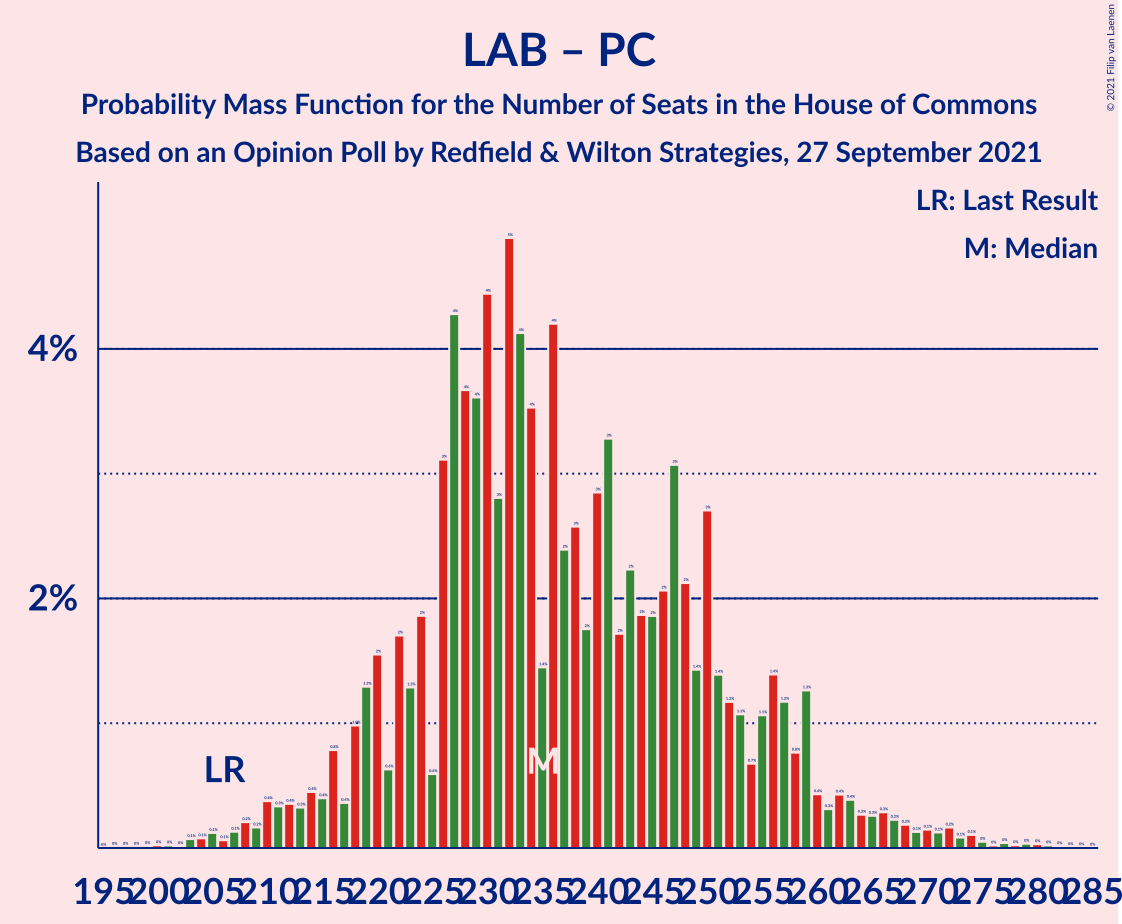 LAB – PC
Probability Mass Function for the Number of Seats in the House of Commons
Based on an Opinion Poll by Redfield & Wilton Strategies, 27 September 2021
© 2021 Filip van Laenen
LR: Last Result
M: Median
4%
2%
LR
M
195 200 205 210 215 220 225 230 235 240 245 250 255 260 265 270 275 280 285